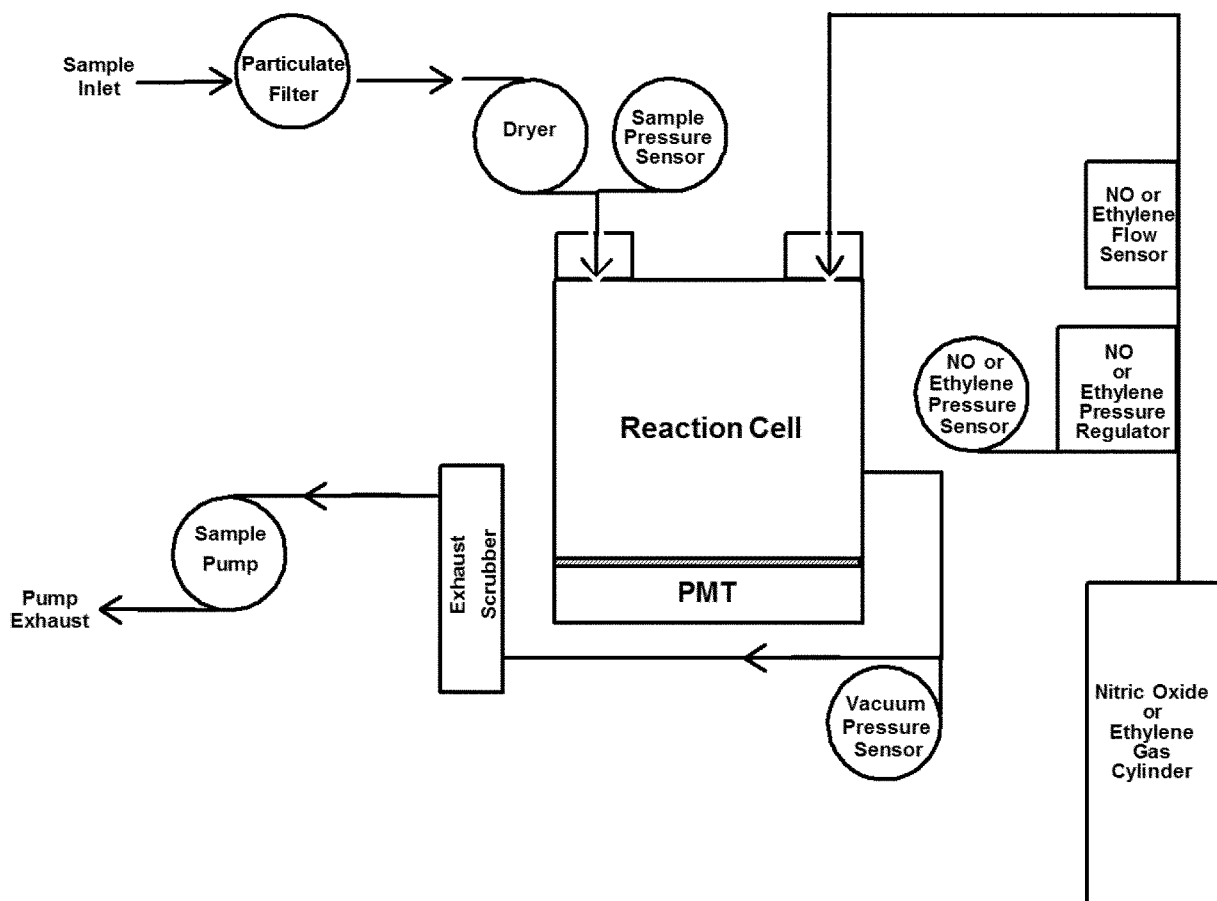 Sample
Inlet
Particulate
Filter
Dryer
Sample
Pressure
Sensor
NO or
Ethylene
Flow
Sensor
NO or
Ethylene
Pressure
Sensor
NO
or
Ethylene
Pressure
Regulator
Reaction Cell
PMT
Exhaust
Scrubber
Sample
Pump
Pump
Exhaust
Vacuum
Pressure
Sensor
Nitric Oxide
or
Ethylene
Gas
Cylinder